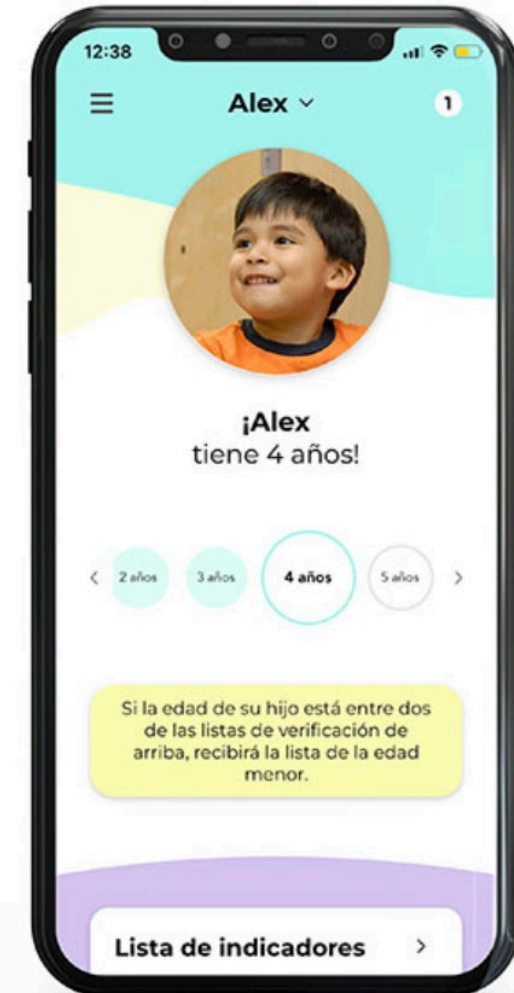 12:38
Alex
1
¡Alex
tiene 4 años!
2 años
3 años
4 años
5 años
Si la edad de su hijo está entre dos
de las listas de verificación de
arriba, recibirá la lista de la edad
menor.
Lista de indicadores